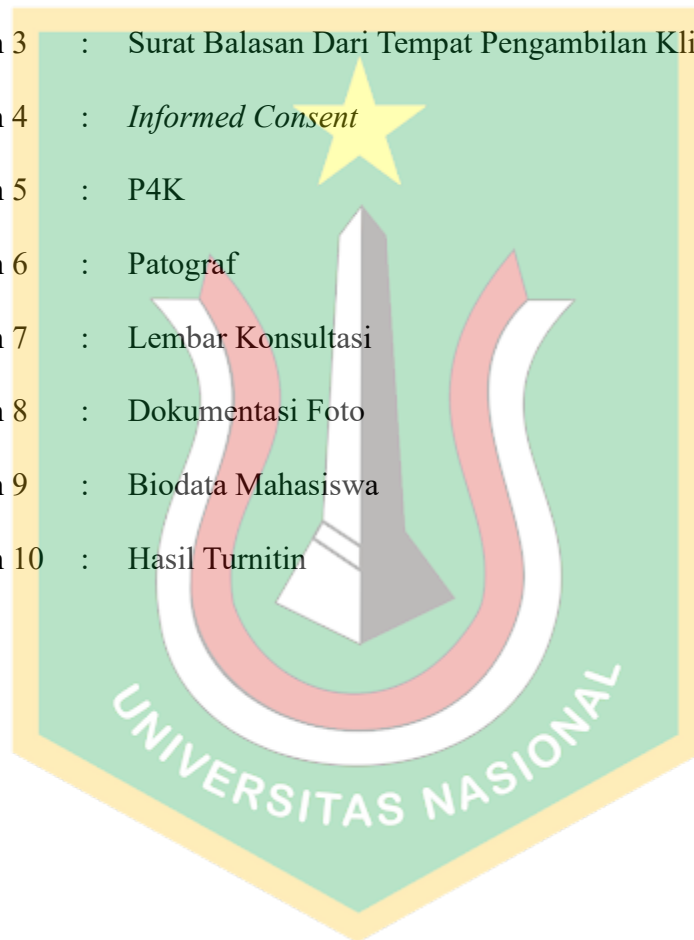 n 3 : Surat Balasan Dari Tempat Pengambilan Kli
n 4 : Informed Consent
n 5 : P4K
n 6 : Patograf
n 7 : Lembar Konsultasi
n 8 : Dokumentasi Foto
n 9 : Biodata Mahasiswa
n 10 : Hasil Turnitin
UNIVERSITAS NASIONAL